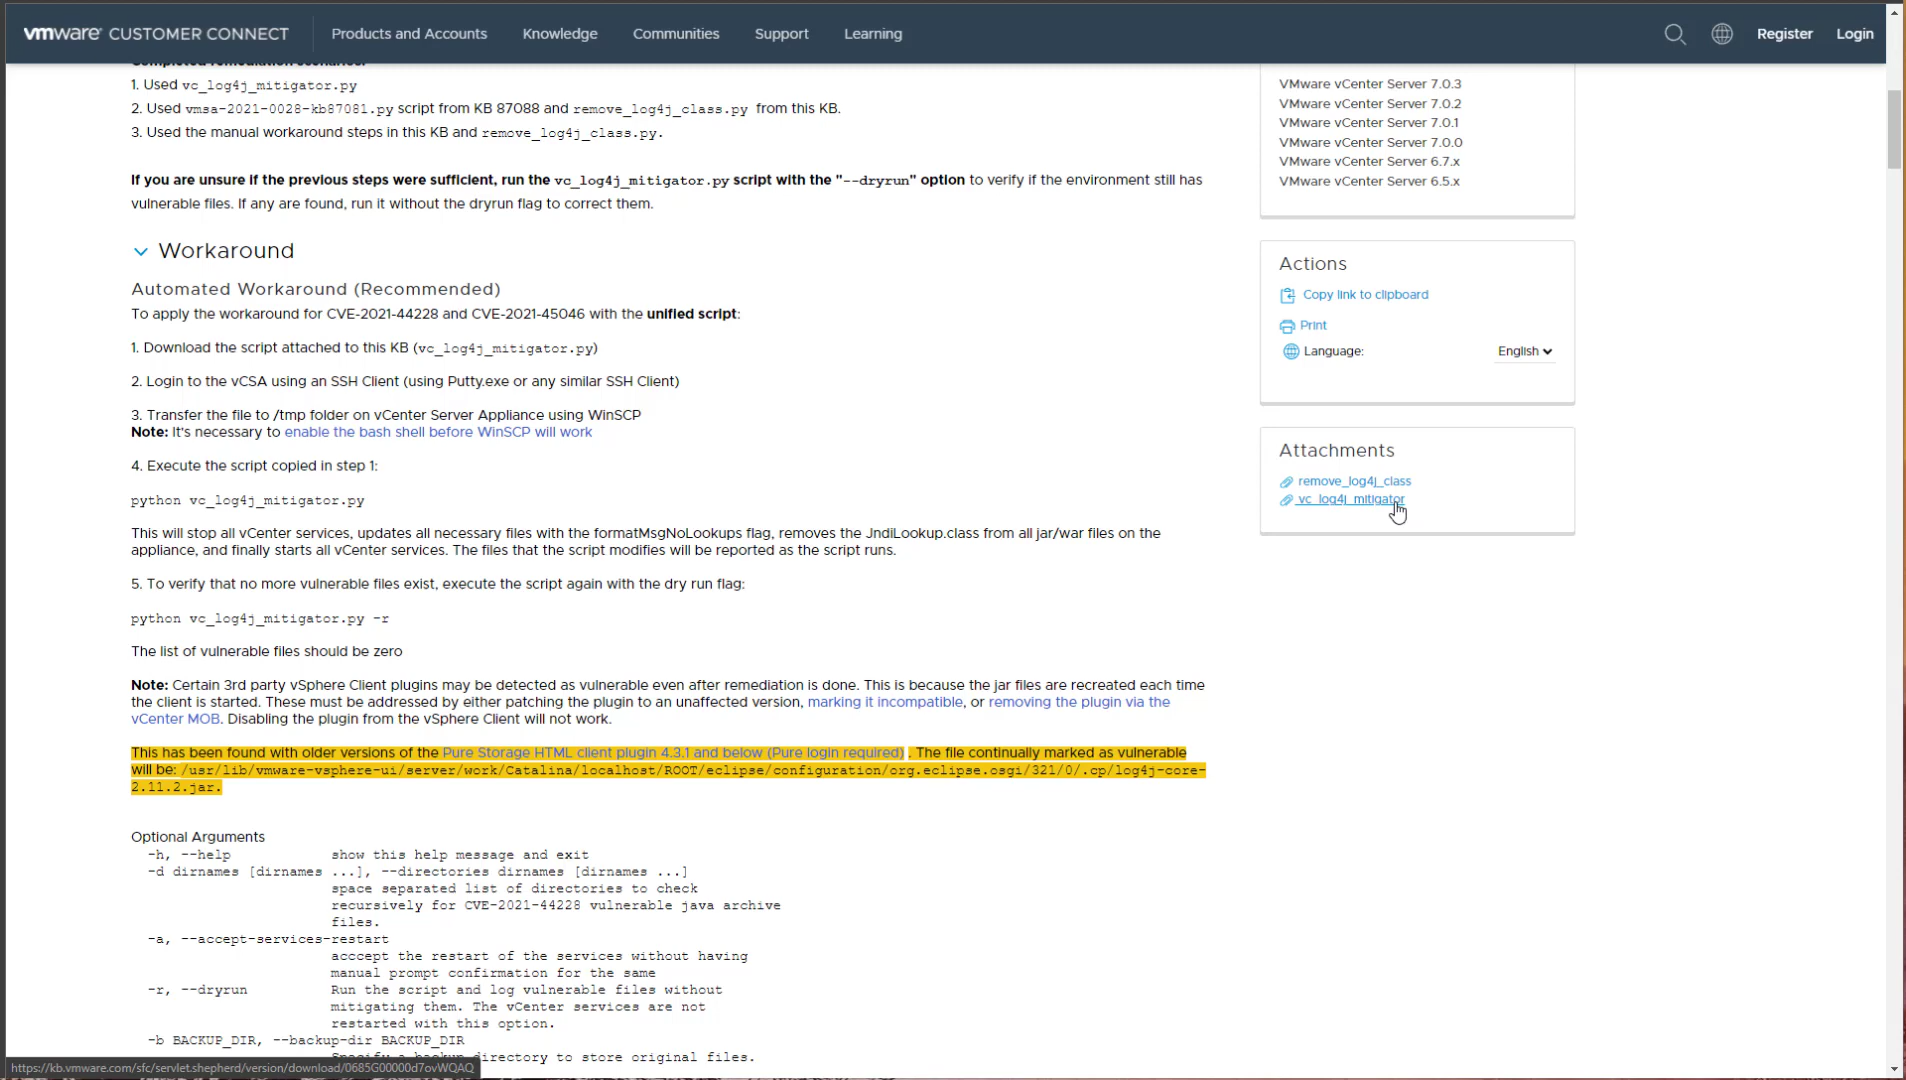 vmware® CUSTOMER CONNECT
Products and Accounts
Knowledge
Communities
Support
Learning
Register
Login
Completed remediation scenarios:
1. Used vc_log4j_mitigator.py
2. Used vmsa-2021-0028-kb87081.py script from KB 87088 and remove_log4j_class.py from this KB.
3. Used the manual workaround steps in this KB and remove_log4j_class.py.
If you are unsure if the previous steps were sufficient, run the vc_log4j_mitigator.py script with the "--dryrun" option to verify if the environment still has
vulnerable files. If any are found, run it without the dryrun flag to correct them.
Workaround
Automated Workaround (Recommended)
To apply the workaround for CVE-2021-44228 and CVE-2021-45046 with the unified script:
1. Download the script attached to this KB (vc_log4j_mitigator.py)
2. Login to the vCSA using an SSH Client (using Putty.exe or any similar SSH Client)
3. Transfer the file to /tmp folder on vCenter Server Appliance using WinSCP
Note: It's necessary to enable the bash shell before WinSCP will work
4. Execute the script copied in step 1:
python vc_log4j_mitigator.py
This will stop all vCenter services, updates all necessary files with the formatMsgNoLookups flag, removes the JndiLookup.class from all jar/war files on the
appliance, and finally starts all vCenter services. The files that the script modifies will be reported as the script runs.
5. To verify that no more vulnerable files exist, execute the script again with the dry run flag:
python vc_log4j_mitigator.py -r
The list of vulnerable files should be zero
Note: Certain 3rd party vSphere Client plugins may be detected as vulnerable even after remediation is done. This is because the jar files are recreated each time
the client is started. These must be addressed by either patching the plugin to an unaffected version, marking it incompatible, or removing the plugin via the
vCenter MOB. Disabling the plugin from the vSphere Client will not work.
This has been found with older versions of the Pure Storage HTML client plugin 4.3.1 and below (Pure login required) . The file continually marked as vulnerable
will be: /usr/lib/vmware-vsphere-ui/server/work/Catalina/localhost/ROOT/eclipse/configuration/org.eclipse.osgi/321/0/.cp/log4j-core-
2.11.2.jar.
Optional Arguments
-h, --help show this help message and exit
-d dirnames [dirnames ...], --directories dirnames [dirnames ...]
space separated list of directories to check
recursively for CVE-2021-44228 vulnerable java archive
files.
-a, --accept-services-restart
acccept the restart of the services without having
manual prompt confirmation for the same
-r, --dryrun Run the script and log vulnerable files without
mitigating them. The vCenter services are not
restarted with this option.
-b BACKUP_DIR, --backup-dir BACKUP_DIR
Specify a backup directory to store original files.
VMware vCenter Server 7.0.3
VMware vCenter Server 7.0.2
VMware vCenter Server 7.0.1
VMware vCenter Server 7.0.0
VMware vCenter Server 6.7.x
VMware vCenter Server 6.5.x
Actions
Copy link to clipboard
Print
Language: English
Attachments
remove_log4j_class
vc_log4j_mitigator
https://kb.vmware.com/sfc/servlet.shepherd/version/download/0685G00000d7ovWQAQ